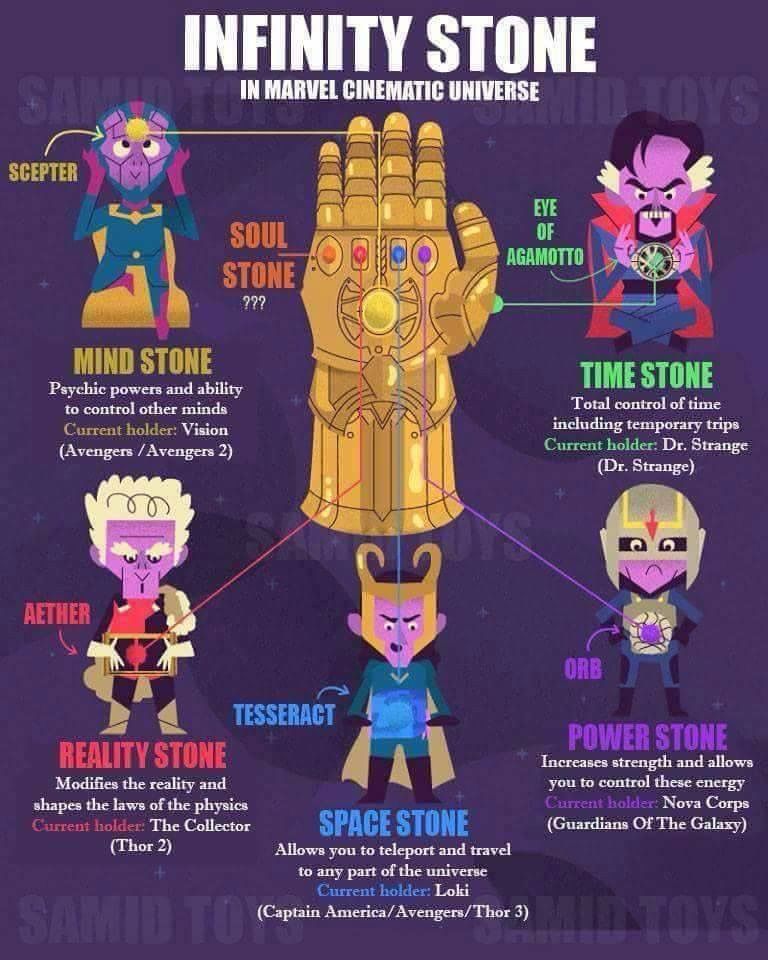 INFINITY STONE
IN MARVEL CINEMATIC UNIVERSE
SAMID TOYS
SAMID TOYS
SCEPTER
SOUL
STONE
???
EYE
OF
AGAMOTTO
MIND STONE
Psychic powers and ability
to control other minds
Current holder: Vision
(Avengers /Avengers 2)
TIME STONE
Total control of time
including temporary trips
Current holder: Dr. Strange
(Dr. Strange)
SAMID TOYS
AETHER
REALITY STONE
Modifies the reality and
shapes the laws of the physics
Current holder: The Collector
(Thor 2)
TESSERACT
SPACE STONE
Allows you to teleport and travel
to any part of the universe
Current holder: Loki
(Captain America/Avengers/Thor 3)
ORB
POWER STONE
Increases strength and allows
you to control these energy
Current holder: Nova Corps
(Guardians Of The Galaxy)
SAMID TOYS
SAMID TOYS